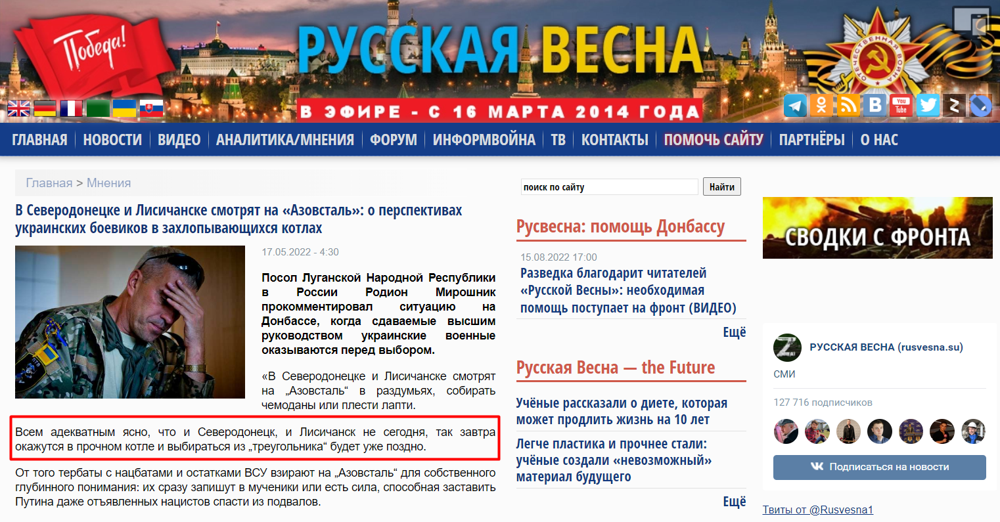 Победа!
РУССКАЯ ВЕСНА
ОТЕЧЕСТВЕННАЯ ВОЙНА
В ЭФИРЕ - С 16 МАРТА 2014 ГОДА
You
Tube
ГЛАВНАЯ НОВОСТИ ВИДЕО АНАЛИТИКА/МНЕНИЯ ФОРУМ ИНФОРМВОЙНА ТВ КОНТАКТЫ ПОМОЧЬ САЙТУ ПАРТНЁРЫ О НАС
Главная > Мнения
В Северодонецке и Лисичанске смотрят на «Азовсталь»: о перспективах
украинских боевиков в захлопывающихся котлах
ПТВ
17.05.2022 - 4:30
Посол Луганской Народной Республики
в России Родион Мирошник
прокомментировал ситуацию на
Донбассе, когда сдаваемые высшим
руководством украинские военные
оказываются перед выбором.
«В Северодонецке и Лисичанске смотрят
на „Азовсталь“ в раздумьях, собирать
чемоданы или плести лапти.
Всем адекватным ясно, что и Северодонецк, и Лисичанск не сегодня, так завтра
окажутся в прочном котле и выбираться из „треугольника“ будет уже поздно.
От того тербаты с нацбатами и остатками ВСУ взирают на „Азовсталь“ для собственного
глубинного понимания: их сразу запишут в мученики или есть сила, способная заставить
Путина даже отъявленных нацистов спасти из подвалов.
поиск по сайту Найти
Русвесна: помощь Донбассу
15.08.2022 17:00
Разведка благодарит читателей
«Русской Весны»: необходимая
помощь поступает на фронт (ВИДЕО)
Ещё
Русская Весна — the Future
Учёные рассказали о диете, которая
может продлить жизнь на 10 лет
Легче пластика и прочнее стали:
учёные создали «невозможный»
материал будущего
Ещё
СВОДКИ С ФРОНТА
РУССКАЯ ВЕСНА (rusvesna.su)
СМИ
127 716 подписчиков
Подписаться на новости
Твиты от @Rusvesna1